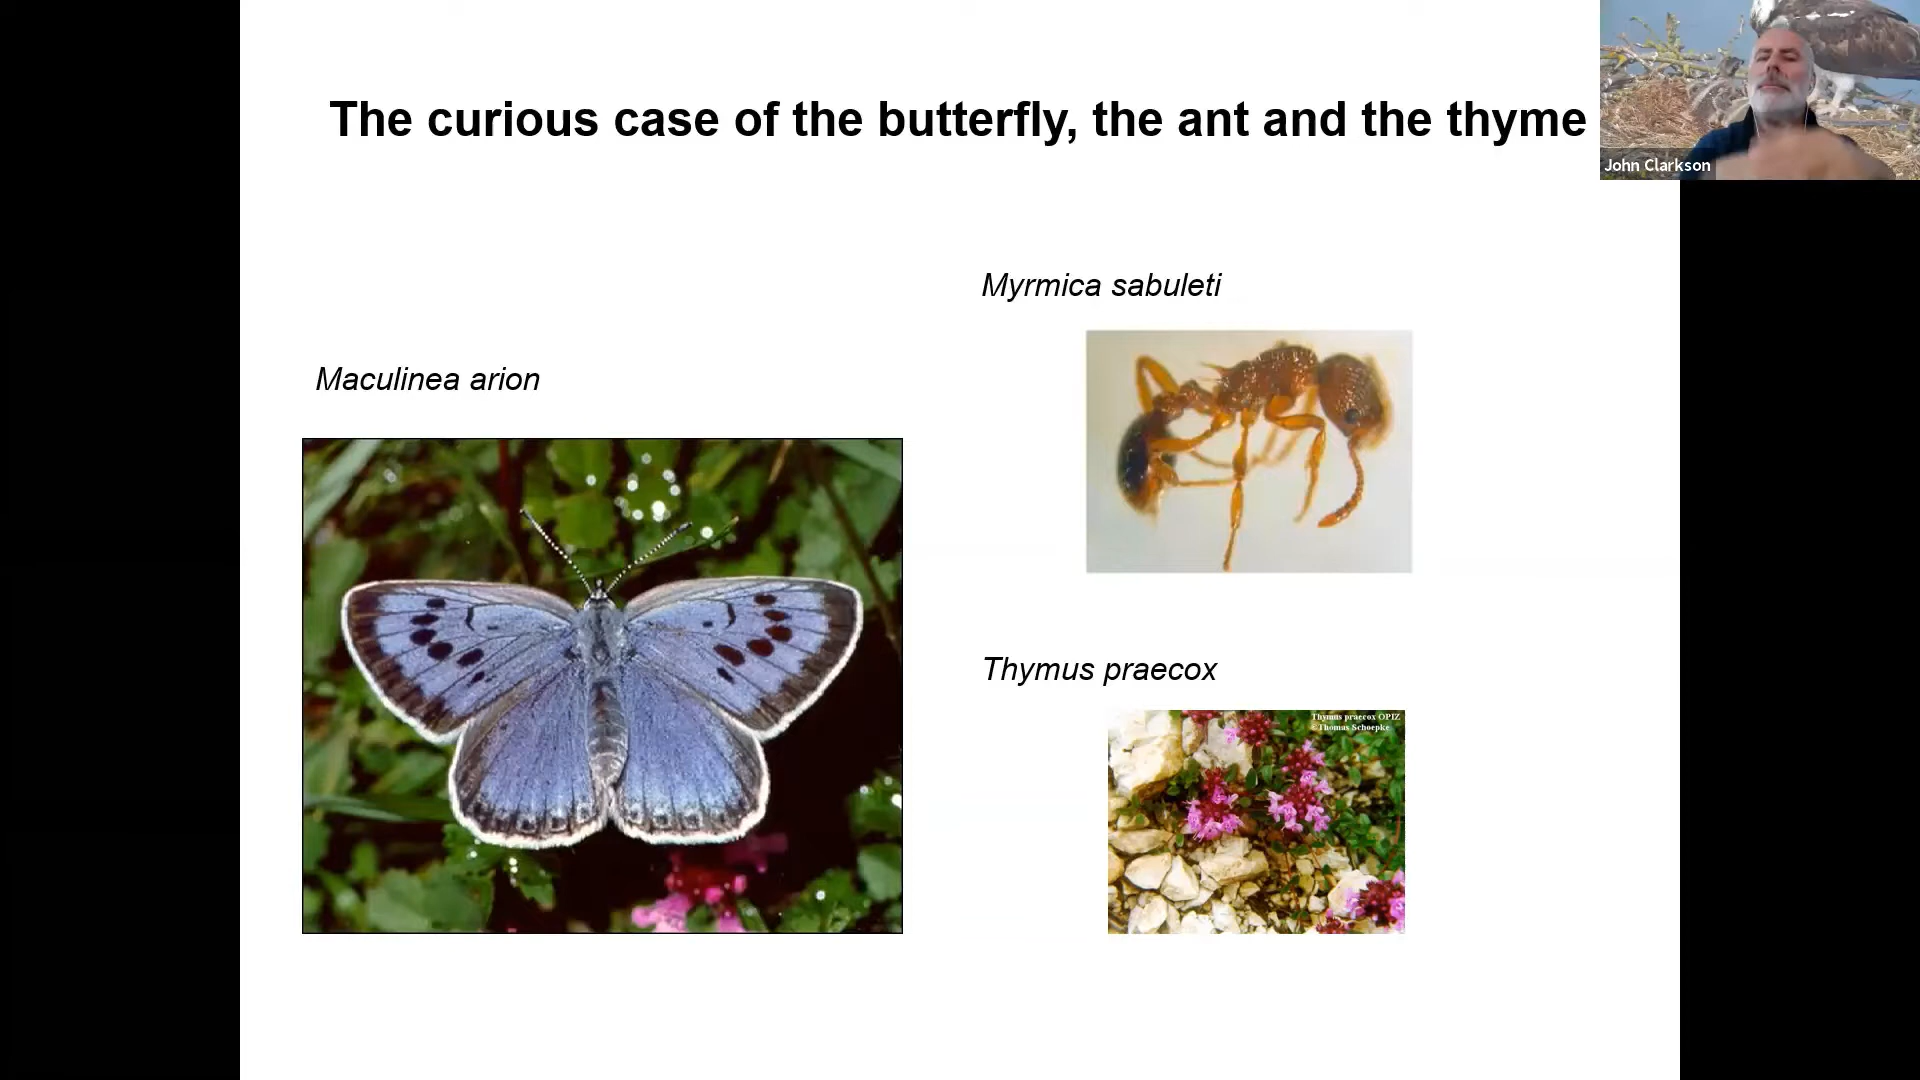 The curious case of the butterfly, the ant and the thyme
John Clarkson
Myrmica sabuleti
Maculinea arion
Thymus praecox
Thymus praecox OPIZ
©Thomas Schoepke